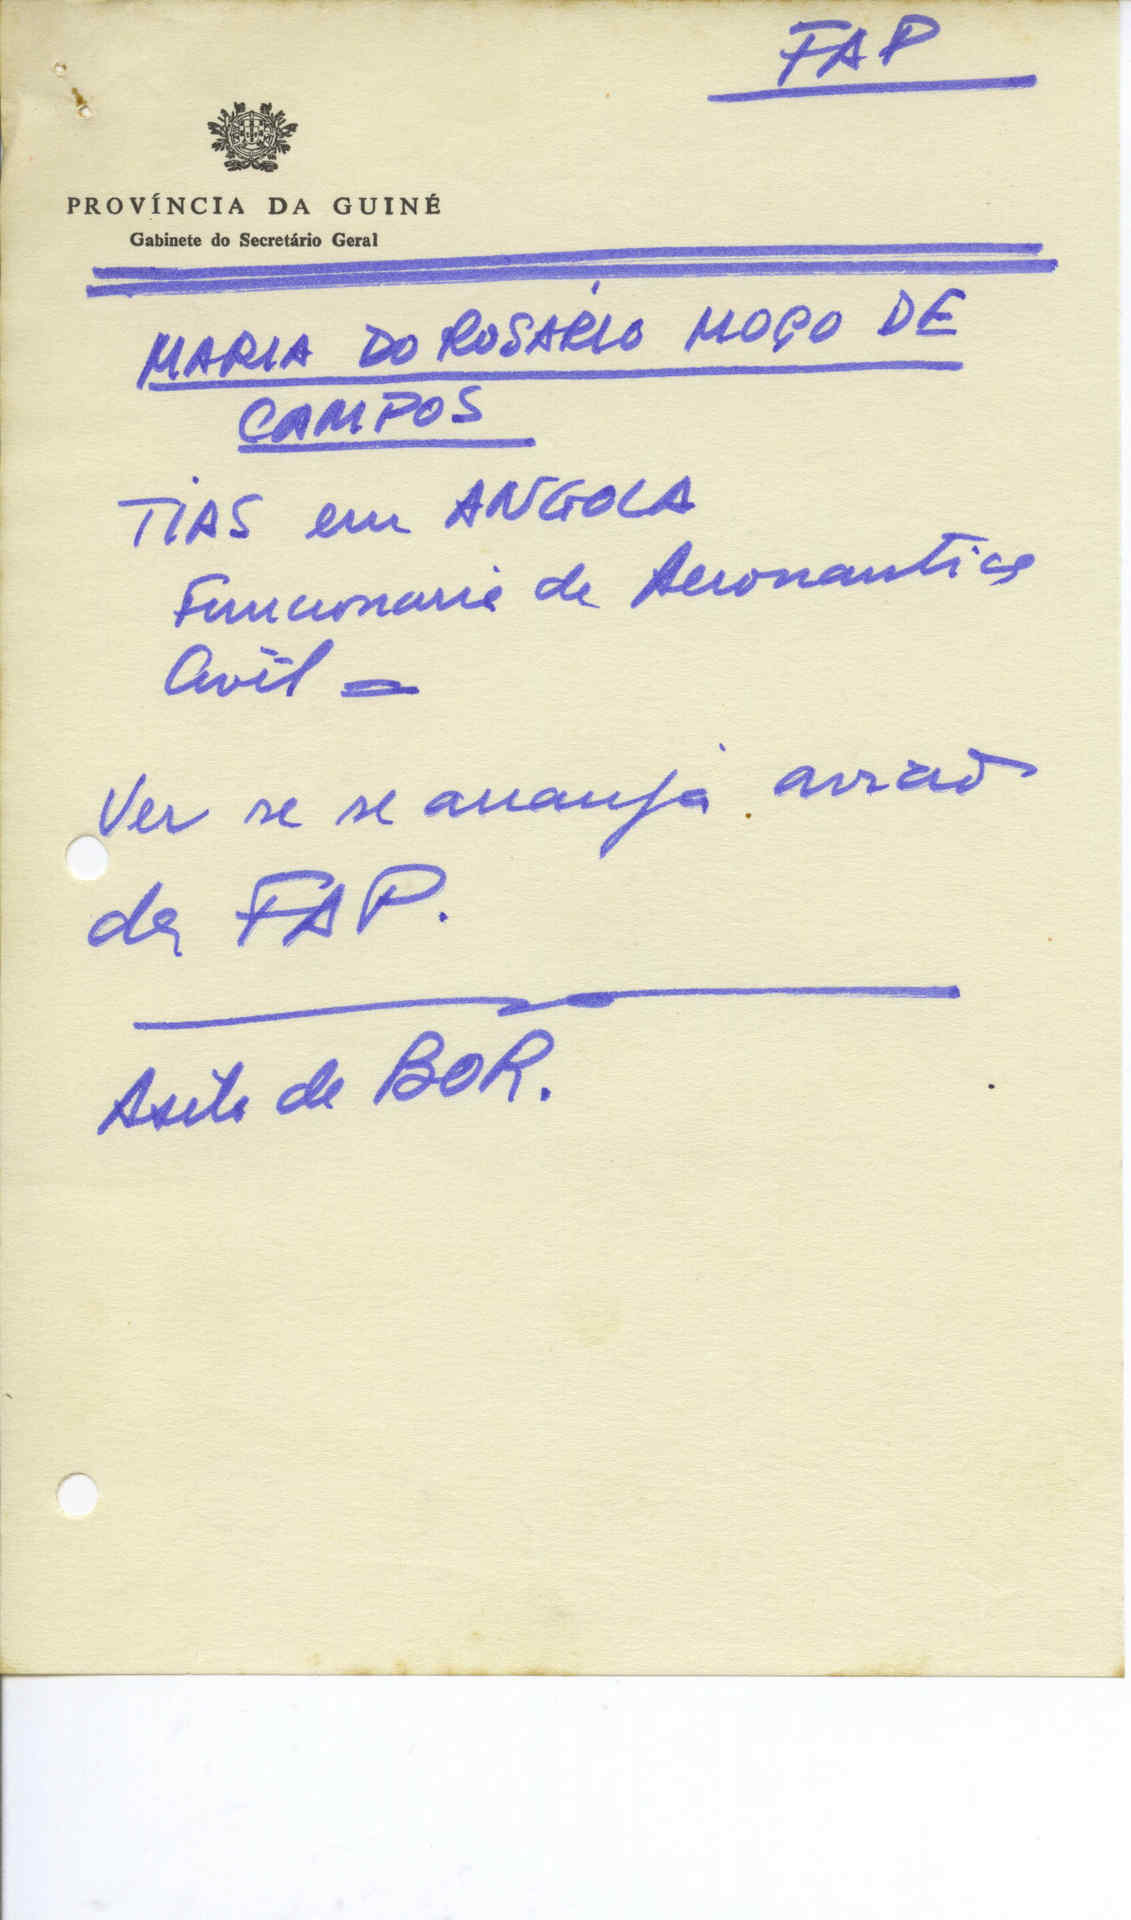 FAP
PROVÍNCIA DA GUINÉ
Gabinete do Secretário Geral
MARIA DO ROSÁRIO MOÇO DE
CAMPOS
TIAS em ANGOLA
Funcionaria de Aeronautica
Civil =
Ver se se arranja avião
da FAP.
Asilo de BOR.